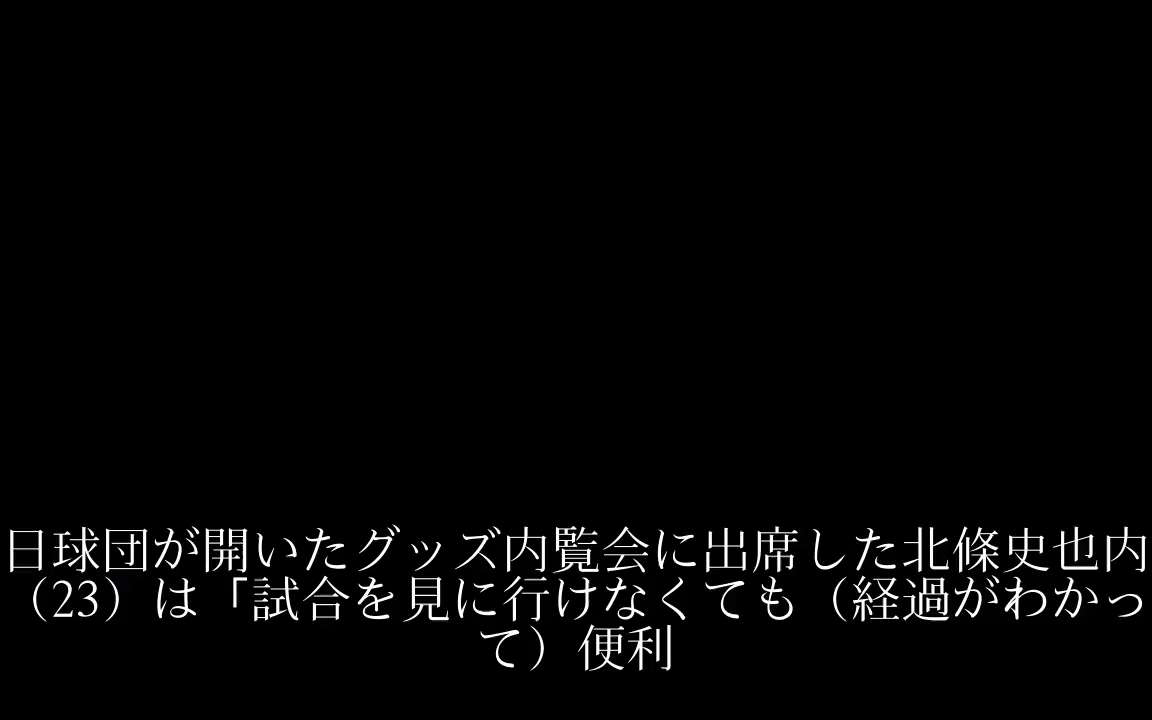 日球団が開いたグッズ内覧会に出席した北條史也内
（23）は「試合を見に行けなくても（経過がわかっ
て）便利